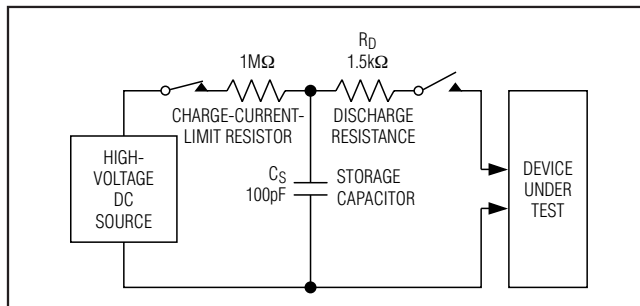 R_D
1MΩ
1.5kΩ
CHARGE-CURRENT-
LIMIT RESISTOR
DISCHARGE
RESISTANCE
HIGH-
VOLTAGE
DC
SOURCE
C_S
100pF
STORAGE
CAPACITOR
DEVICE
UNDER
TEST